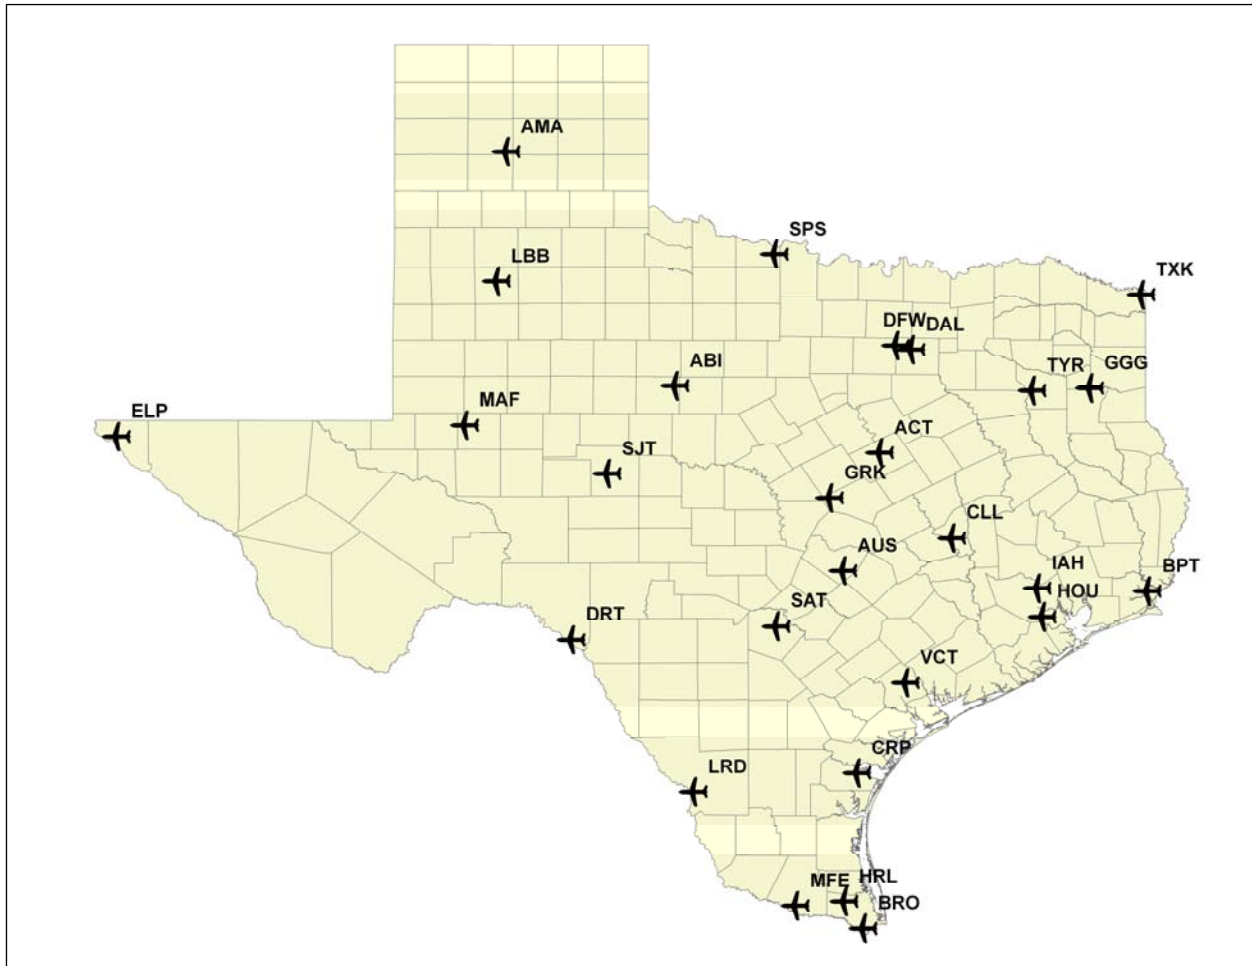 AMA
SPS
LBB
TXK
DFW DAL
ABI
TYR GGG
MAF
ELP
ACT
SJT
GRK
CLL
AUS
IAH BPT
HOU
SAT
DRT
VCT
CRP
LRD
MFE HRL
BRO